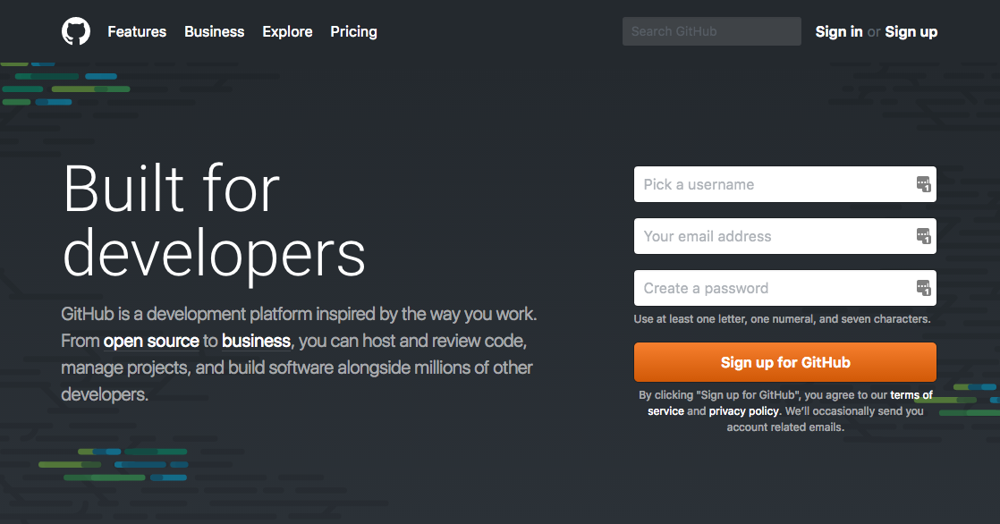 Features Business Explore Pricing Search GitHub Sign in or Sign up
Built for
developers
GitHub is a development platform inspired by the way you work.
From open source to business, you can host and review code,
manage projects, and build software alongside millions of other
developers.
Pick a username
Your email address
Create a password
Use at least one letter, one numeral, and seven characters.
Sign up for GitHub
By clicking "Sign up for GitHub", you agree to our terms of
service and privacy policy. We’ll occasionally send you
account related emails.